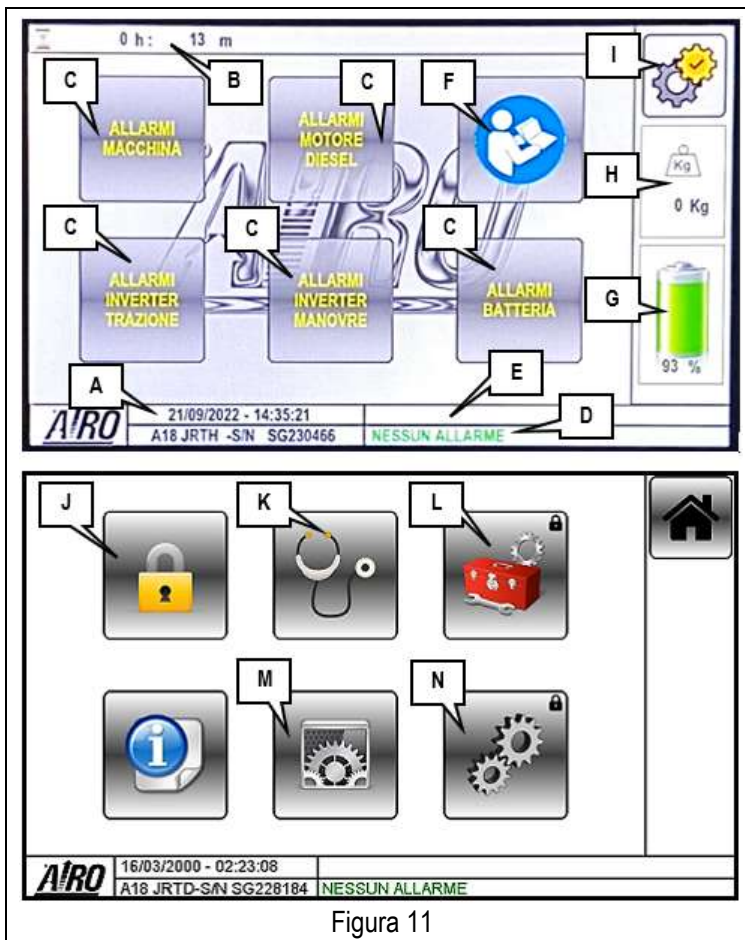 0 h : 13 m
B
I
C
C
F
ALLARMI
MACCHINA
ALLARMI
MOTORE
DIESEL
H
Kg
0 Kg
C
C
C
ALLARMI
INVERTER
TRAZIONE
ALLARMI
INVERTER
MANOVRE
ALLARMI
BATTERIA
G
93 %
A
E
D
AIRO
21/09/2022 - 14:35:21
A18 JRTH -S/N SG230466
NESSUN ALLARME
J
K
L
M
N
AIRO
16/03/2000 - 02:23:08
A18 JRTD-S/N SG228184
NESSUN ALLARME
Figura 11